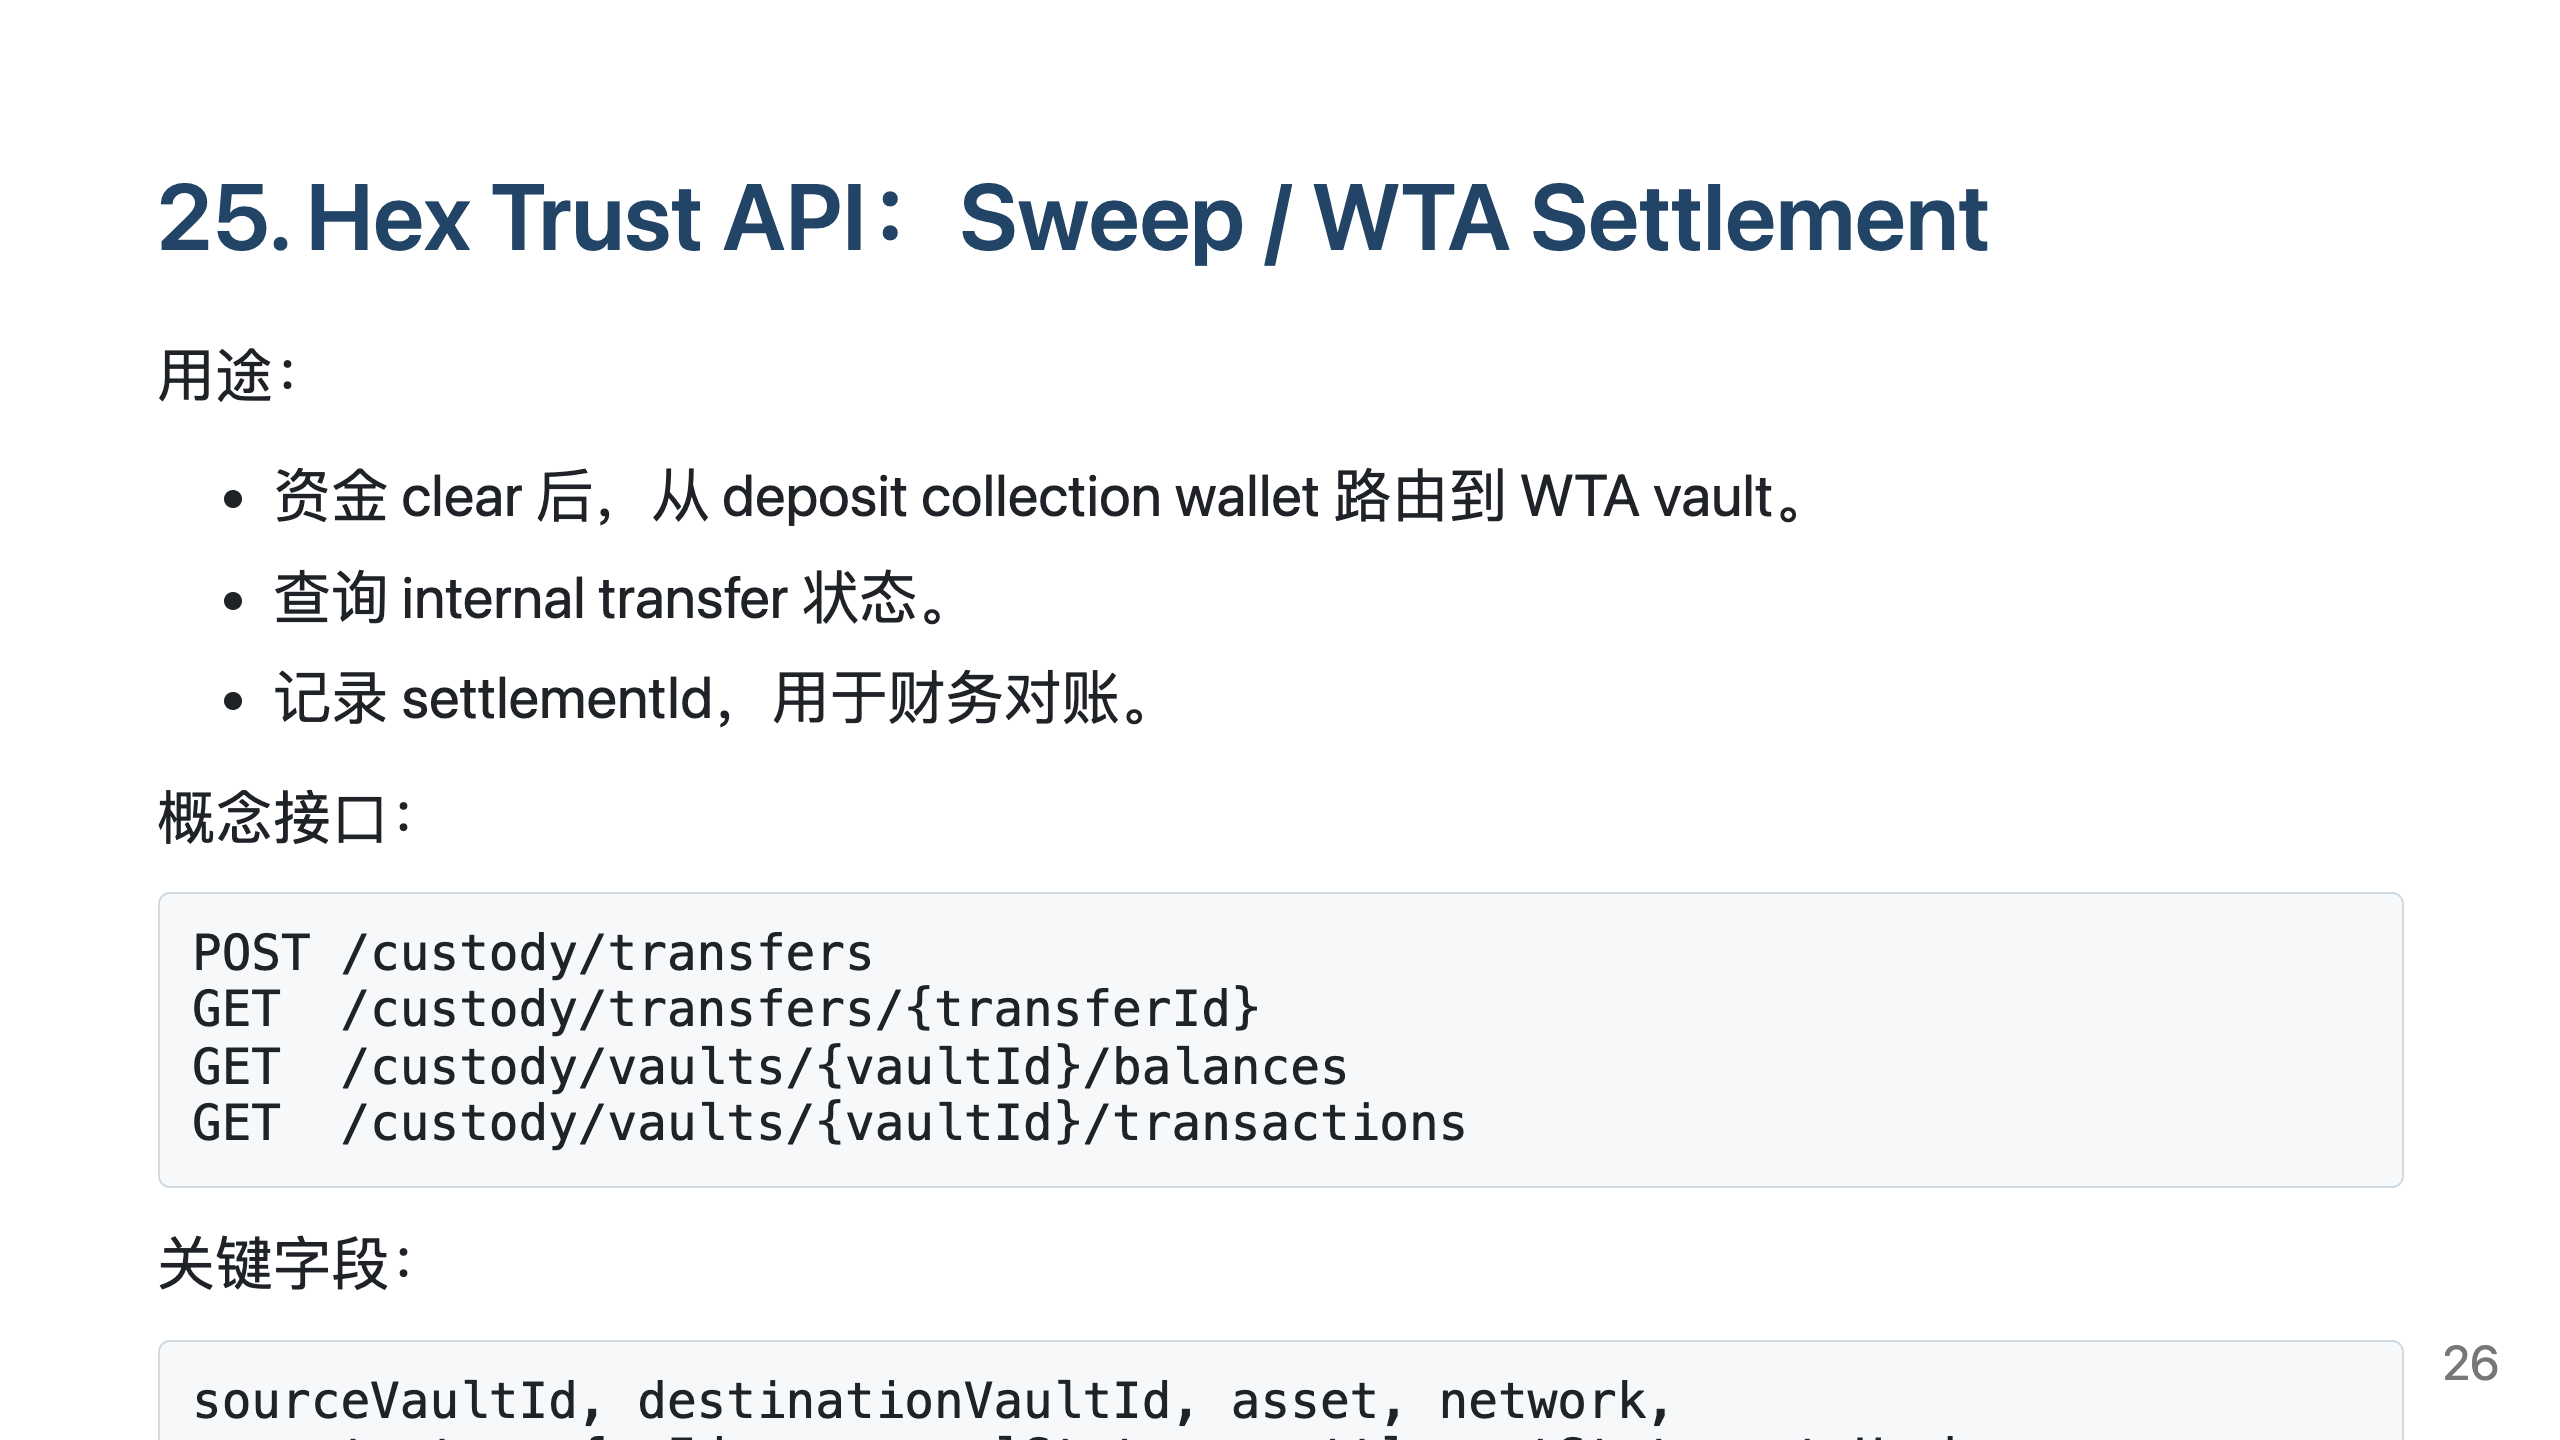 25. Hex Trust API：Sweep / WTA Settlement
用途：
• 资金 clear 后，从 deposit collection wallet 路由到 WTA vault。
• 查询 internal transfer 状态。
• 记录 settlementId，用于财务对账。
概念接口：
POST /custody/transfers
GET  /custody/transfers/{transferId}
GET  /custody/vaults/{vaultId}/balances
GET  /custody/vaults/{vaultId}/transactions
关键字段：
sourceVaultId, destinationVaultId, asset, network,
26